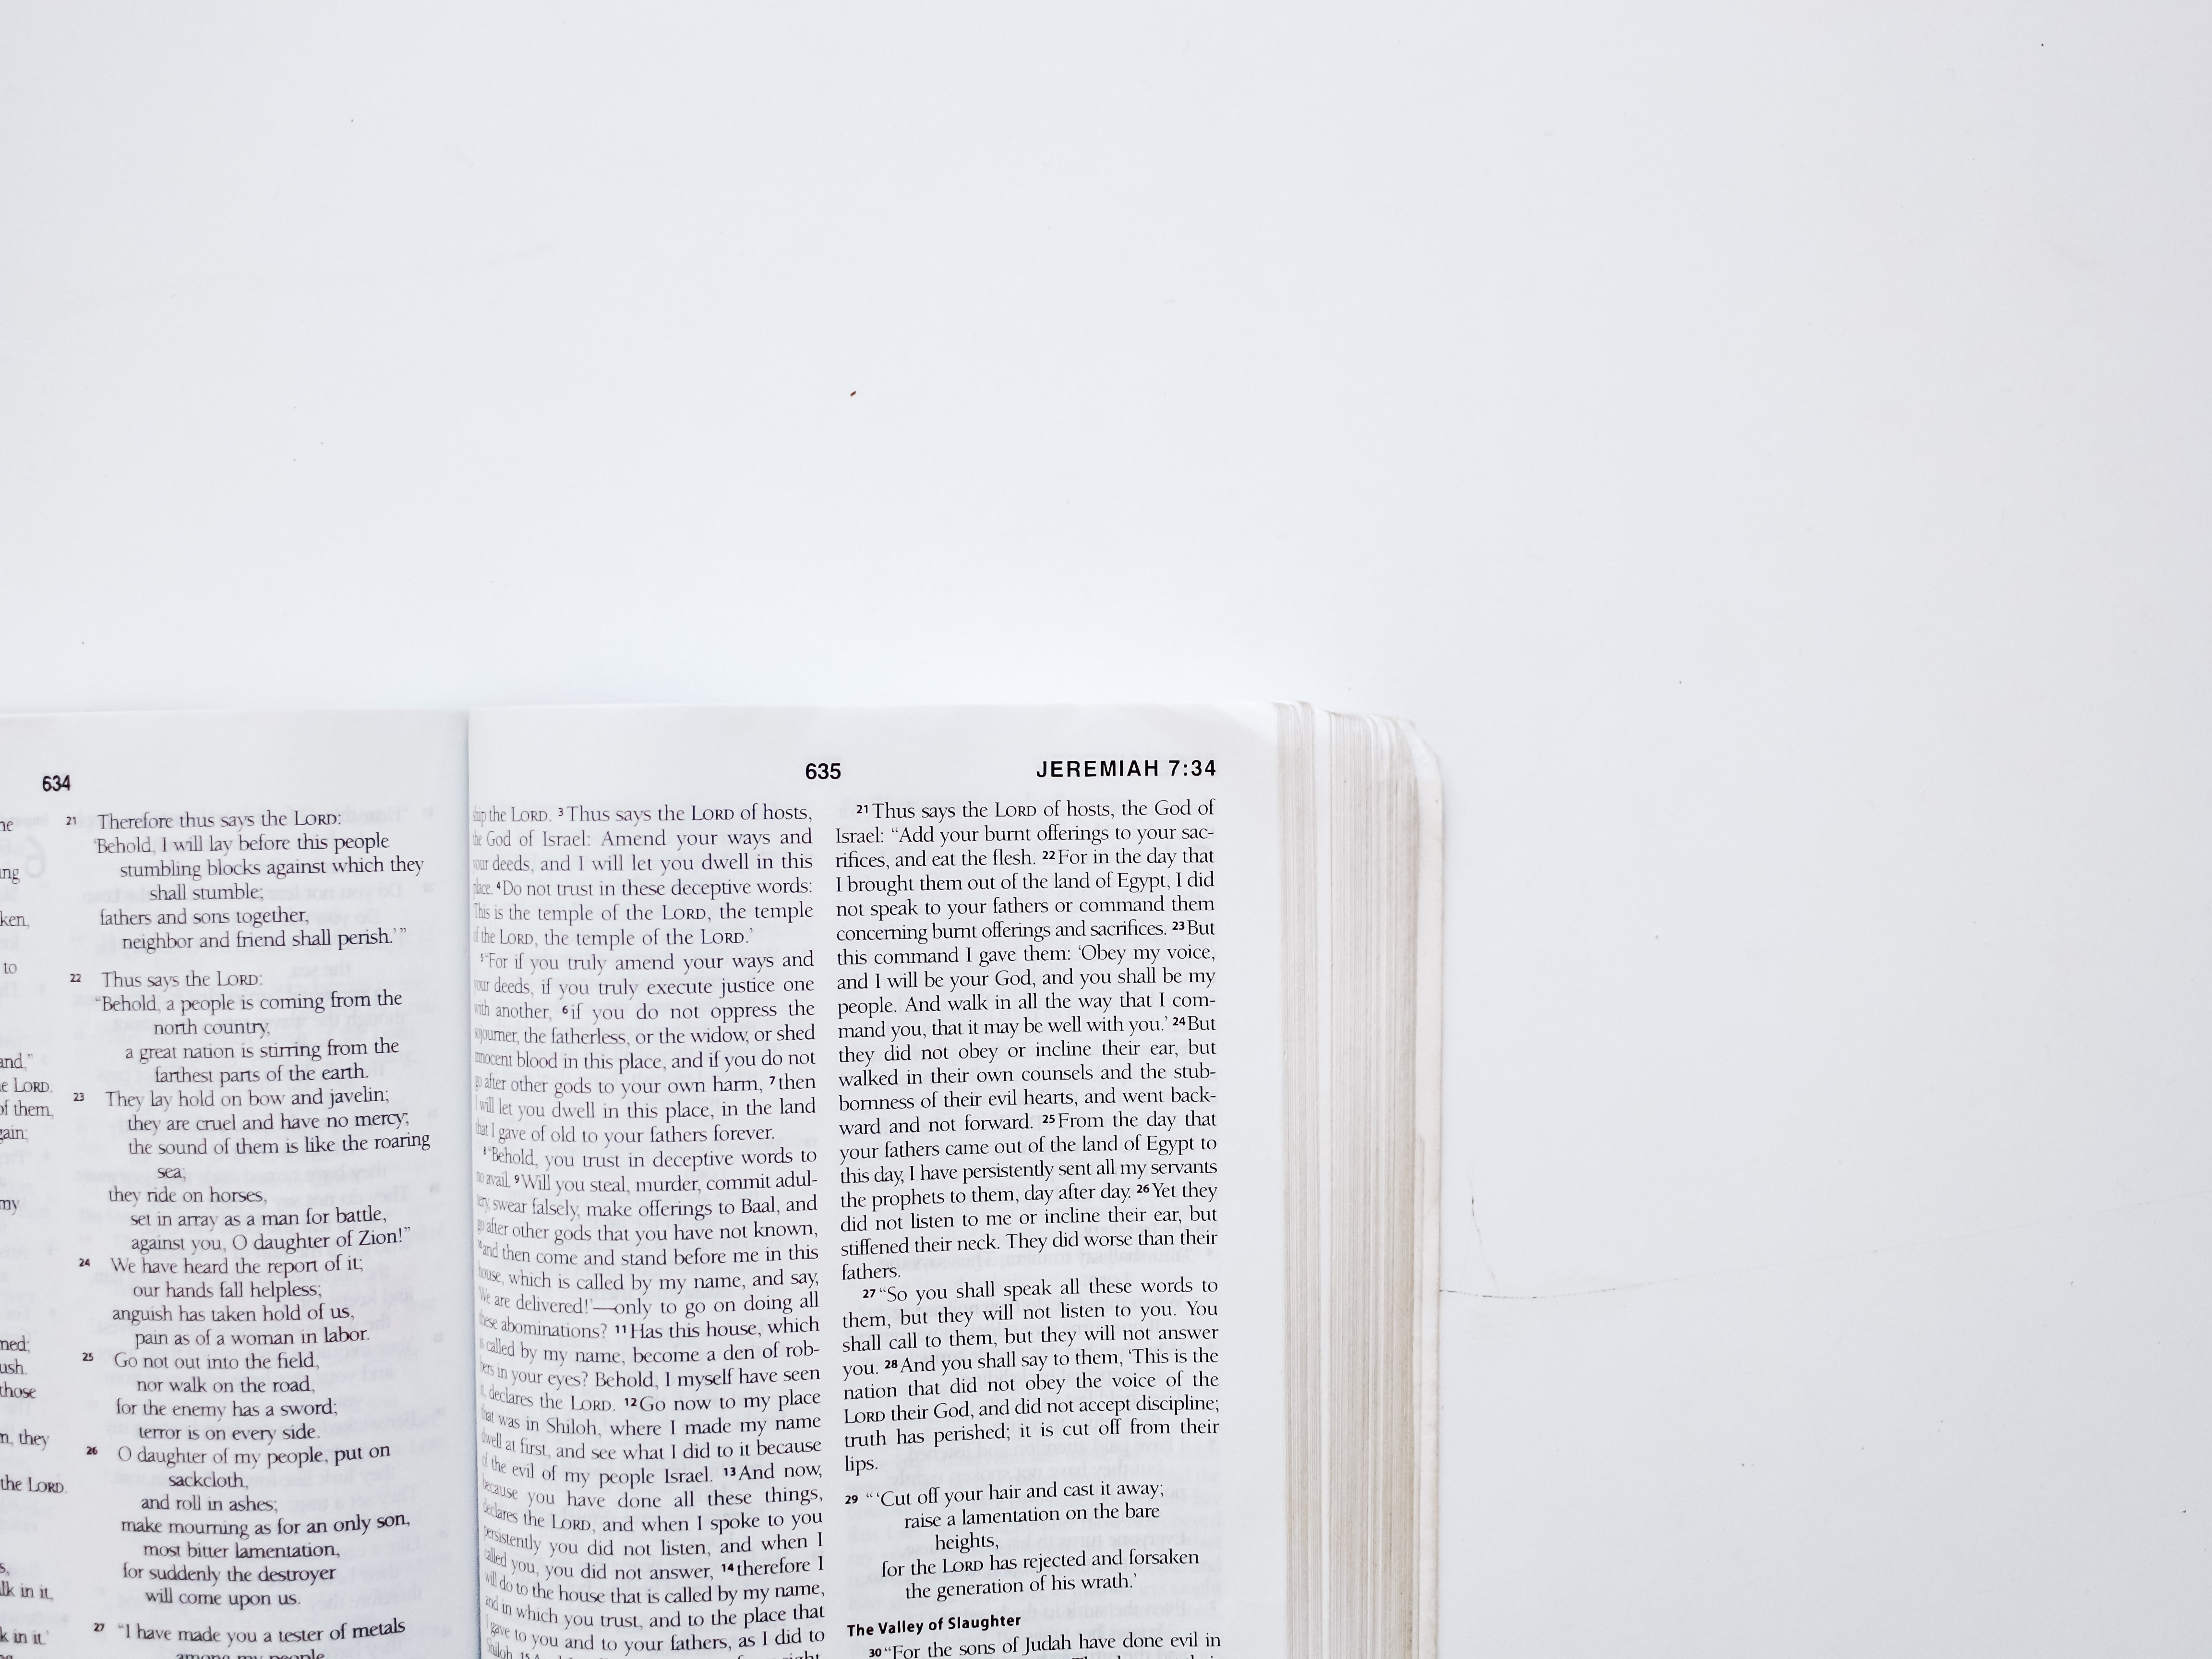 634
he
ing
ken,
to
and,”
e LORD.
of them,
gain;
my
ned;
ush.
those
n, they
the LORD.
s,
lk in it,
k in it.’
21 Therefore thus says the LORD:
‘Behold, I will lay before this people
stumbling blocks against which they
shall stumble;
fathers and sons together,
neighbor and friend shall perish.’”
22 Thus says the LORD:
“Behold, a people is coming from the
north country,
a great nation is stirring from the
farthest parts of the earth.
23 They lay hold on bow and javelin;
they are cruel and have no mercy;
the sound of them is like the roaring
sea;
they ride on horses,
set in array as a man for battle,
against you, O daughter of Zion!”
24 We have heard the report of it;
our hands fall helpless;
anguish has taken hold of us,
pain as of a woman in labor.
25 Go not out into the field,
nor walk on the road,
for the enemy has a sword;
terror is on every side.
26 O daughter of my people, put on
sackcloth,
and roll in ashes;
make mourning as for an only son,
most bitter lamentation,
for suddenly the destroyer
will come upon us.
27 “I have made you a tester of metals
among my people,
635
JEREMIAH 7:34
ship the LORD. 3 Thus says the LORD of hosts,
the God of Israel: Amend your ways and
your deeds, and I will let you dwell in this
place. 4 Do not trust in these deceptive words:
‘This is the temple of the LORD, the temple
of the LORD, the temple of the LORD.’
5 “For if you truly amend your ways and
your deeds, if you truly execute justice one
with another, 6 if you do not oppress the
sojourner, the fatherless, or the widow, or shed
innocent blood in this place, and if you do not
go after other gods to your own harm, 7 then
I will let you dwell in this place, in the land
that I gave of old to your fathers forever.
8 “Behold, you trust in deceptive words to
no avail. 9 Will you steal, murder, commit adul-
tery, swear falsely, make offerings to Baal, and
go after other gods that you have not known,
10 and then come and stand before me in this
house, which is called by my name, and say,
‘We are delivered!’—only to go on doing all
these abominations? 11 Has this house, which
is called by my name, become a den of rob-
bers in your eyes? Behold, I myself have seen
it, declares the LORD. 12 Go now to my place
that was in Shiloh, where I made my name
dwell at first, and see what I did to it because
of the evil of my people Israel. 13 And now,
because you have done all these things,
declares the LORD, and when I spoke to you
persistently you did not listen, and when I
called you, you did not answer, 14 therefore I
will do to the house that is called by my name,
and in which you trust, and to the place that
I gave to you and to your fathers, as I did to
Shiloh. 15
21 Thus says the LORD of hosts, the God of
Israel: “Add your burnt offerings to your sac-
rifices, and eat the flesh. 22 For in the day that
I brought them out of the land of Egypt, I did
not speak to your fathers or command them
concerning burnt offerings and sacrifices. 23 But
this command I gave them: ‘Obey my voice,
and I will be your God, and you shall be my
people. And walk in all the way that I com-
mand you, that it may be well with you.’ 24 But
they did not obey or incline their ear, but
walked in their own counsels and the stub-
bornness of their evil hearts, and went back-
ward and not forward. 25 From the day that
your fathers came out of the land of Egypt to
this day, I have persistently sent all my servants
the prophets to them, day after day. 26 Yet they
did not listen to me or incline their ear, but
stiffened their neck. They did worse than their
fathers.
27 “So you shall speak all these words to
them, but they will not listen to you. You
shall call to them, but they will not answer
you. 28 And you shall say to them, ‘This is the
nation that did not obey the voice of the
LORD their God, and did not accept discipline;
truth has perished; it is cut off from their
lips.
29 “‘Cut off your hair and cast it away;
raise a lamentation on the bare
heights,
for the LORD has rejected and forsaken
the generation of his wrath.’
The Valley of Slaughter
30 “For the sons of Judah have done evil in